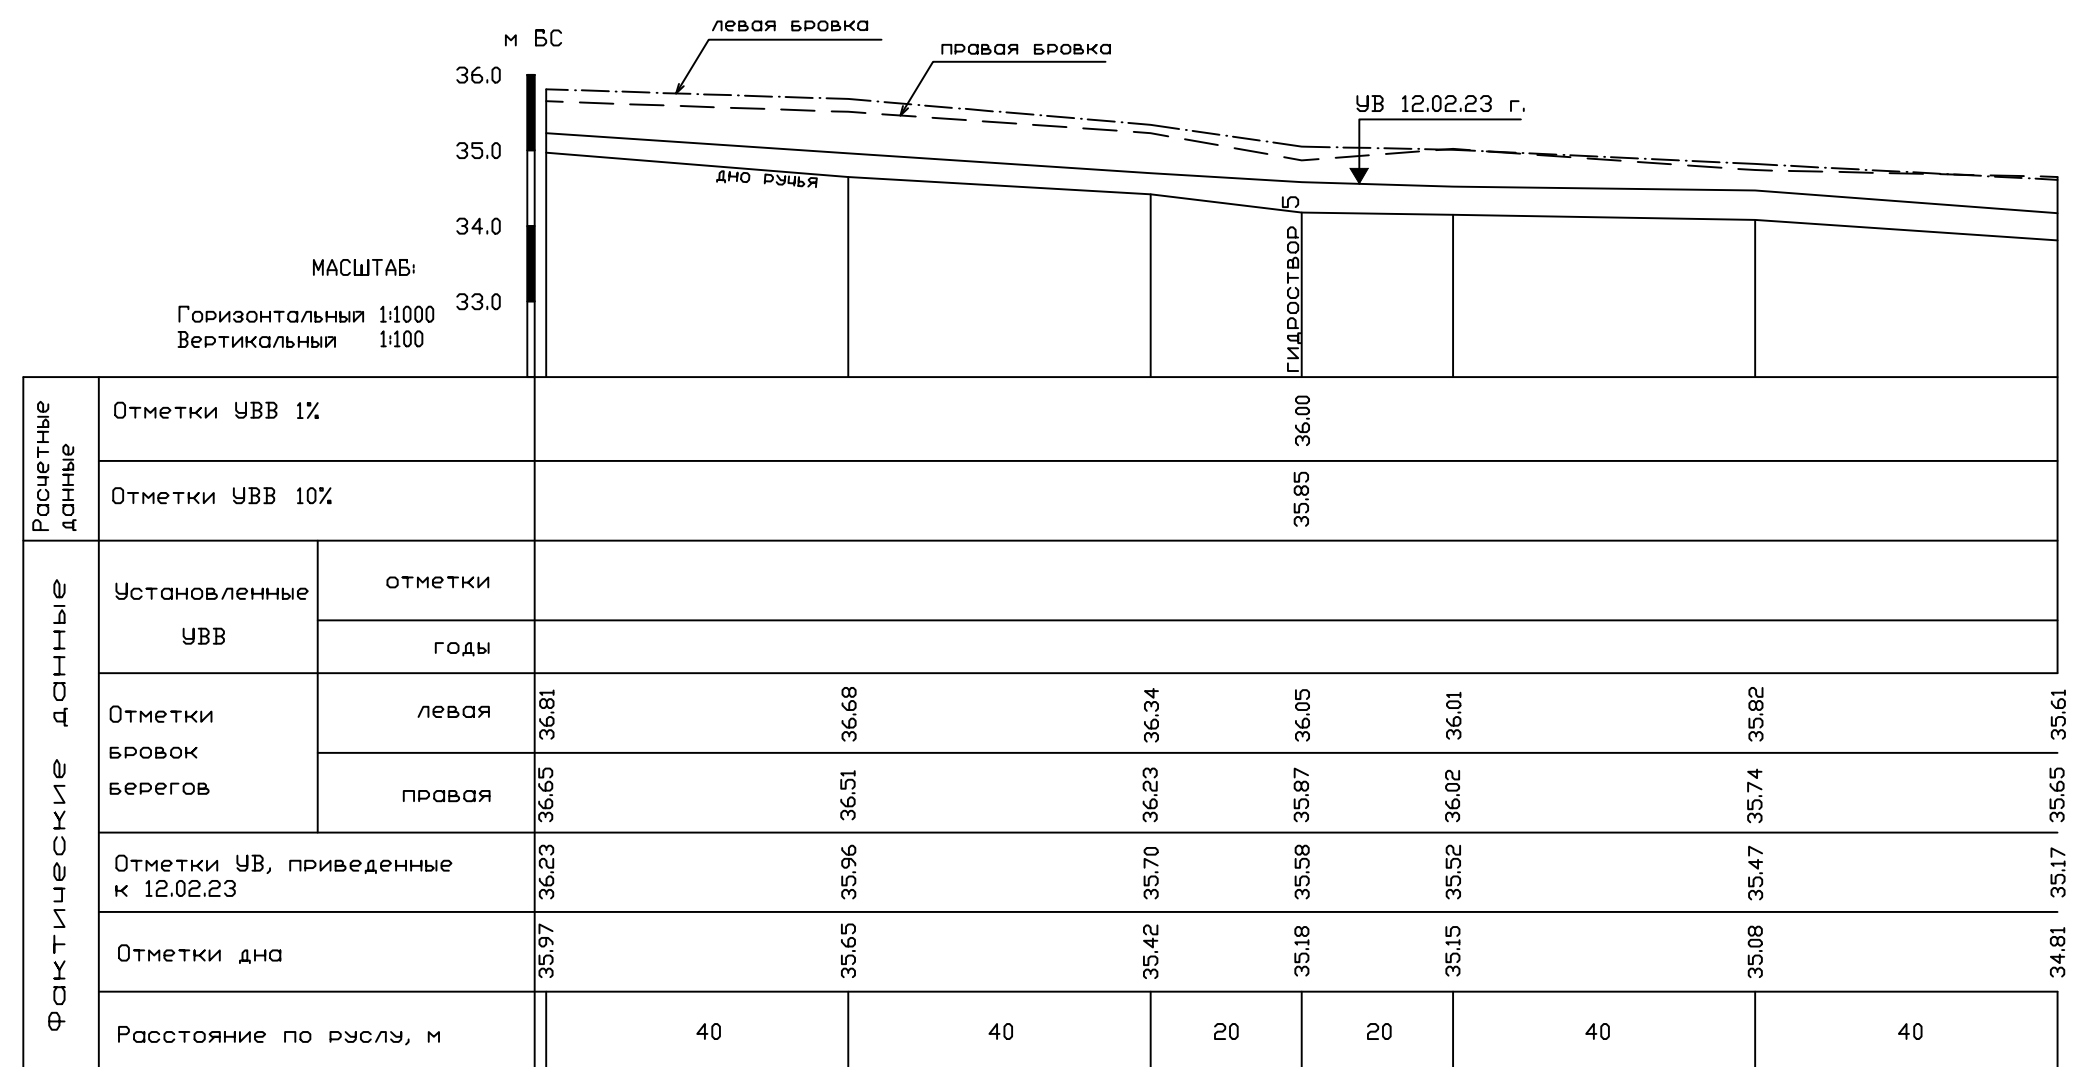 левая бровка
м БС
правая бровка
36.0
УВ 12.02.23 г.
35.0
дно ручья
34.0
МАСШТАБ:
33.0
Горизонтальный 1:1000
Вертикальный 1:100
гидроствор 5
Расчетные
данные
Отметки УВВ 1%
36.00
Отметки УВВ 10%
35.85
Фактические данные
Установленные
УВВ
отметки
годы
Отметки
бровок
берегов
левая
36.81 36.68 36.34 36.05 36.01 35.82 35.61
правая
36.65 36.51 36.23 35.87 36.02 35.74 35.65
Отметки УВ, приведенные
к 12.02.23
36.23 35.96 35.70 35.58 35.52 35.47 35.17
Отметки дна
35.97 35.65 35.42 35.18 35.15 35.08 34.81
Расстояние по руслу, м
40 40 20 20 40 40